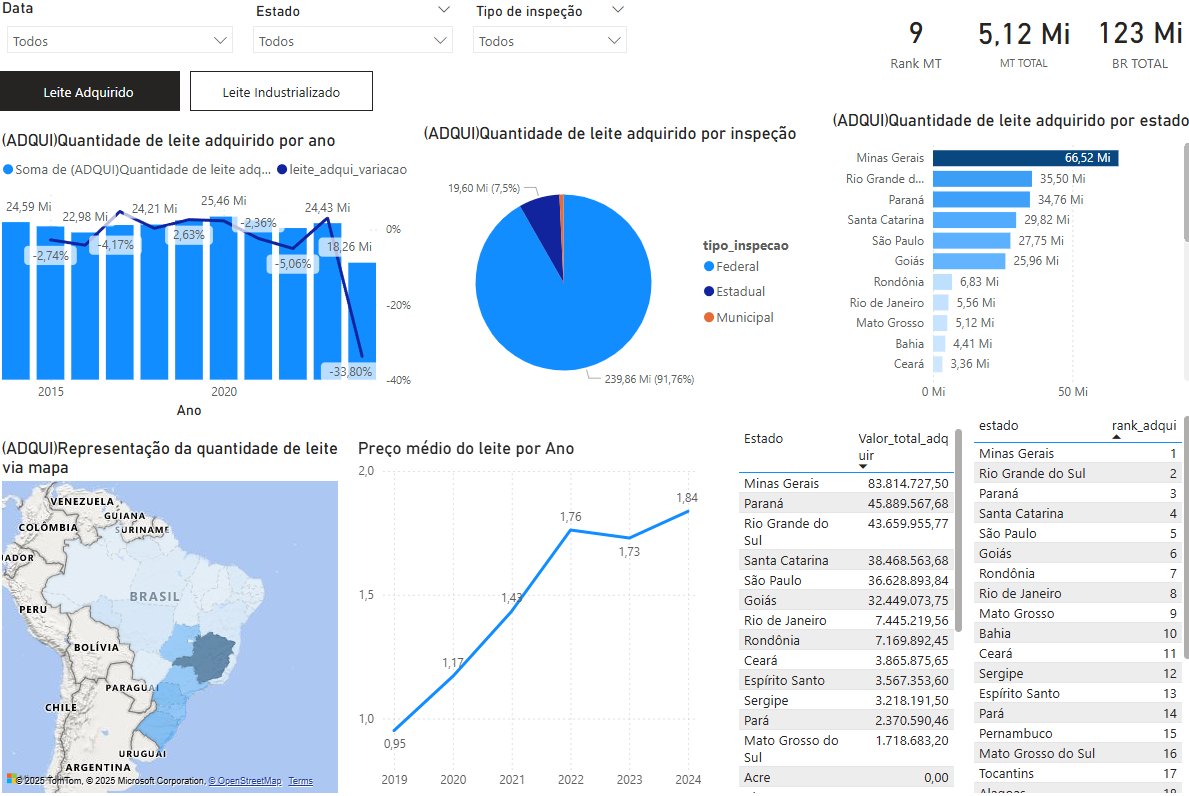 Data
Todos
Estado
Todos
Tipo de inspeção
Todos
9
Rank MT
5,12 Mi
MT TOTAL
123 Mi
BR TOTAL
Leite Adquirido
Leite Industrializado
(ADQUI)Quantidade de leite adquirido por ano
Soma de (ADQUI)Quantidade de leite adq... leite_adqui_variacao
24,59 Mi
22,98 Mi
24,21 Mi
25,46 Mi
24,43 Mi
18,26 Mi
-2,74%
-4,17%
2,63%
-2,36%
-5,06%
-33,80%
0%
-20%
-40%
2015
2020
Ano
(ADQUI)Quantidade de leite adquirido por inspeção
19,60 Mi (7,5%)
239,86 Mi (91,76%)
tipo_inspecao
Federal
Estadual
Municipal
(ADQUI)Quantidade de leite adquirido por estado
Minas Gerais 66,52 Mi
Rio Grande d... 35,50 Mi
Paraná 34,76 Mi
Santa Catarina 29,82 Mi
São Paulo 27,75 Mi
Goiás 25,96 Mi
Rondônia 6,83 Mi
Rio de Janeiro 5,56 Mi
Mato Grosso 5,12 Mi
Bahia 4,41 Mi
Ceará 3,36 Mi
0 Mi 50 Mi
(ADQUI)Representação da quantidade de leite
via mapa
VENEZUELA
GUIANA
COLÔMBIA
SURINAME
ADOR
PERU
BRASIL
BOLÍVIA
PARAGUAI
CHILE
URUGUAI
ARGENTINA
© 2025 TomTom, © 2025 Microsoft Corporation, © OpenStreetMap Terms
Preço médio do leite por Ano
2,0
1,5
1,0
0,95
1,17
1,43
1,76
1,73
1,84
2019 2020 2021 2022 2023 2024
Estado Valor_total_adq
uir
Minas Gerais 83.814.727,50
Paraná 45.889.567,68
Rio Grande do 43.659.955,77
Sul
Santa Catarina 38.468.563,68
São Paulo 36.628.893,84
Goiás 32.449.073,75
Rio de Janeiro 7.445.219,56
Rondônia 7.169.892,45
Ceará 3.865.875,65
Espírito Santo 3.567.353,60
Sergipe 3.218.191,50
Pará 2.370.590,46
Mato Grosso do 1.718.683,20
Sul
Acre 0,00
estado rank_adqui
Minas Gerais 1
Rio Grande do Sul 2
Paraná 3
Santa Catarina 4
São Paulo 5
Goiás 6
Rondônia 7
Rio de Janeiro 8
Mato Grosso 9
Bahia 10
Ceará 11
Sergipe 12
Espírito Santo 13
Pará 14
Pernambuco 15
Mato Grosso do Sul 16
Tocantins 17
Alagoas 18